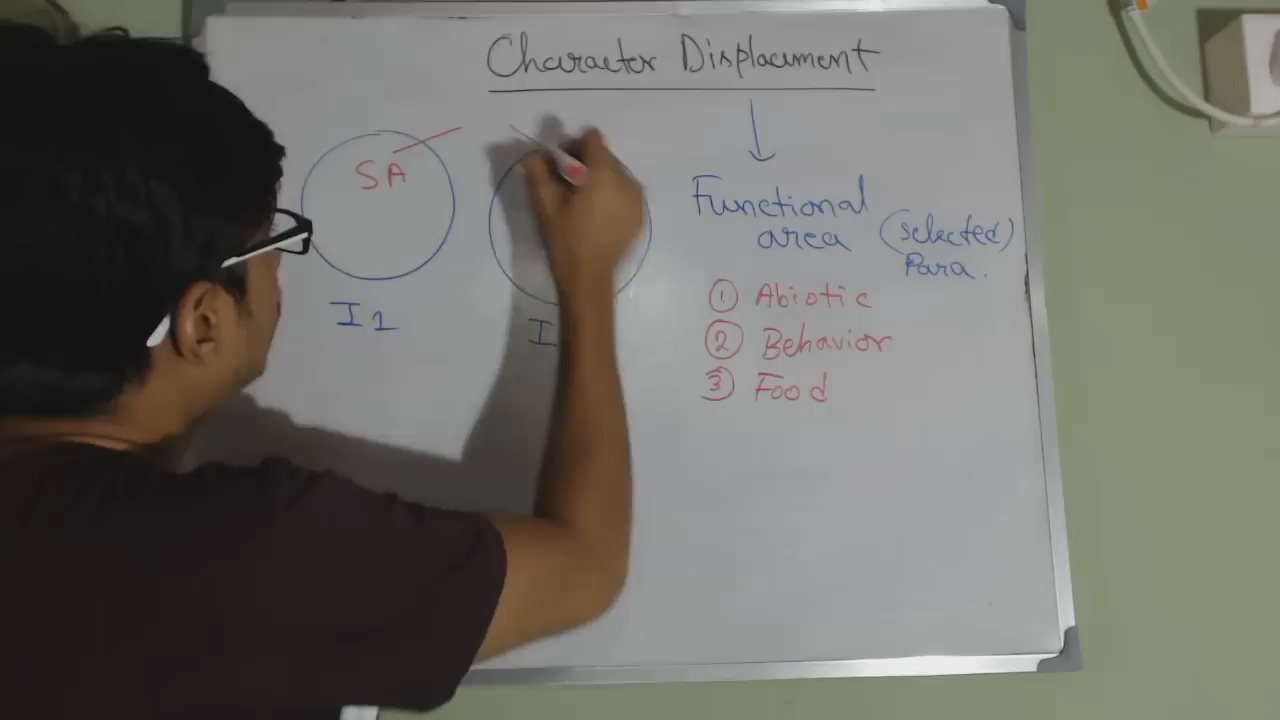 Character Displacement
SA
I1
I
Functional
area (selected)
Para.
① Abiotic
② Behavior
③ Food